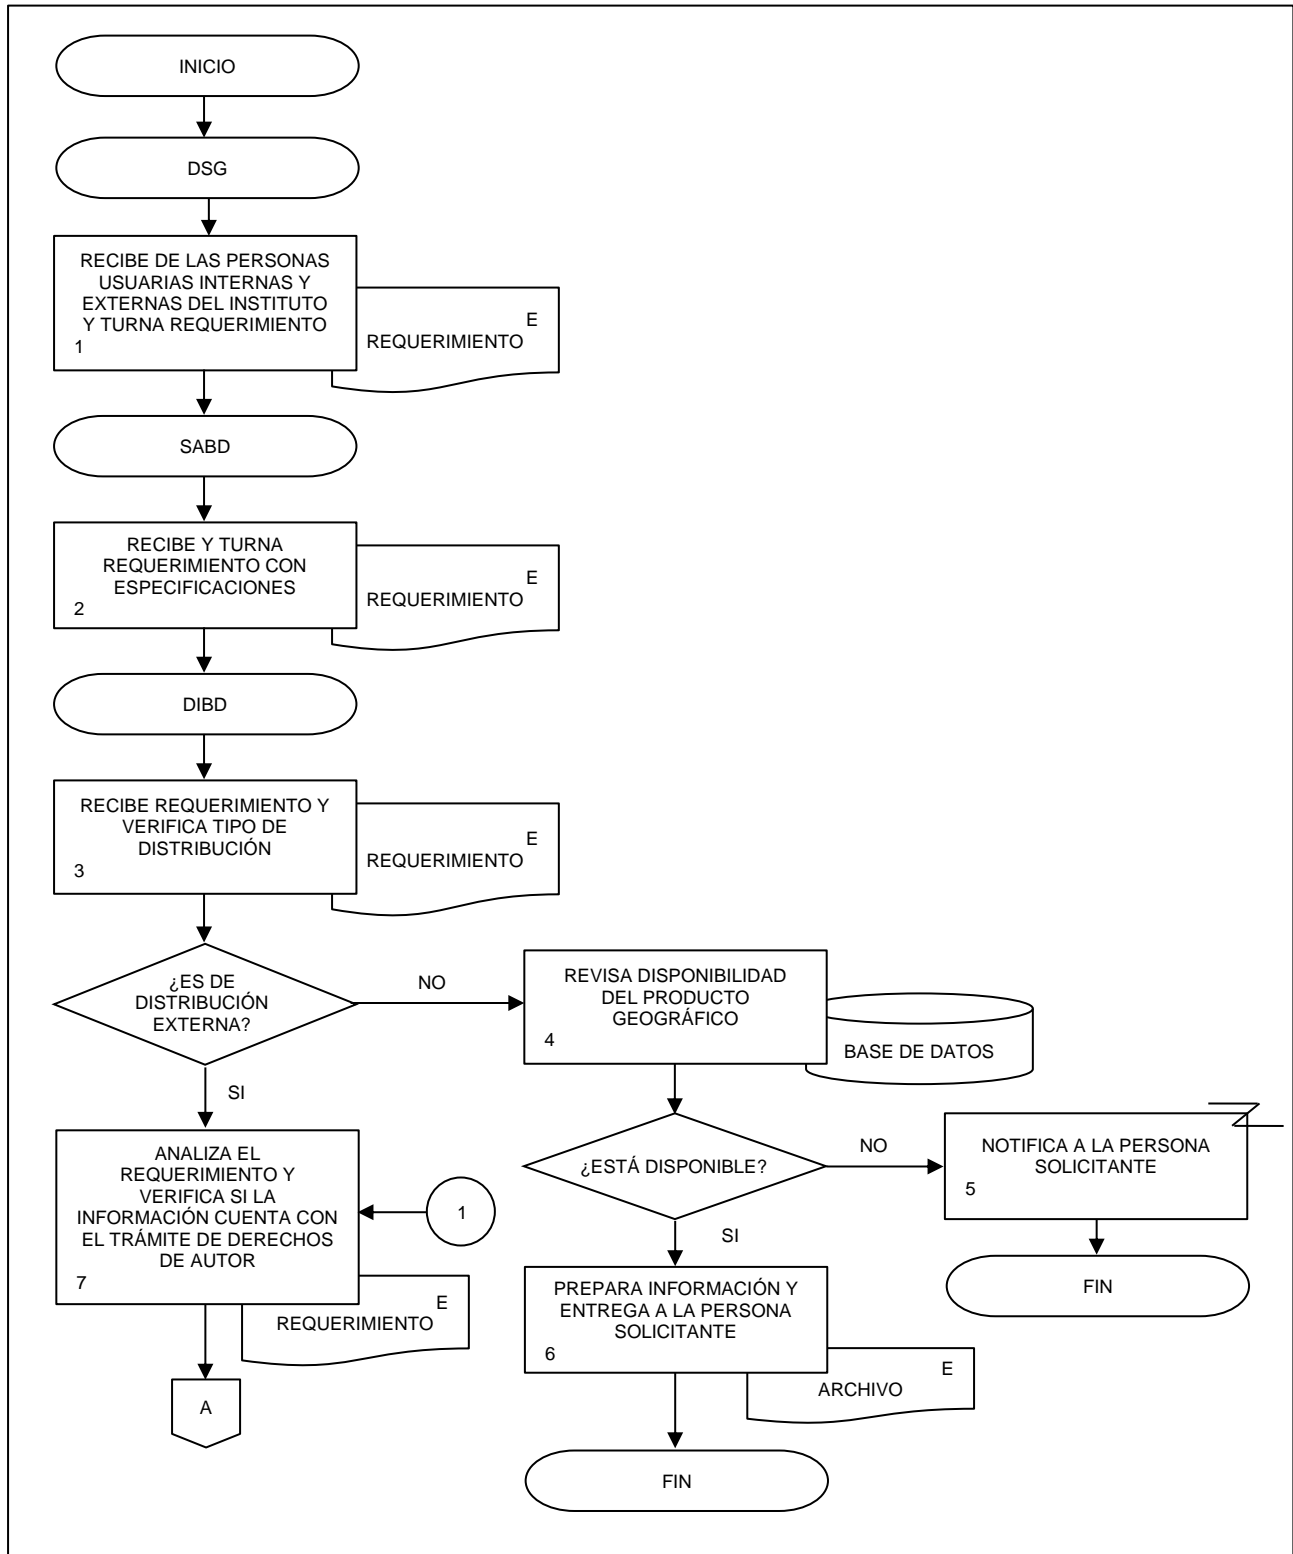 INICIO
DSG
RECIBE DE LAS PERSONAS
USUARIAS INTERNAS Y
EXTERNAS DEL INSTITUTO
Y TURNA REQUERIMIENTO
1
E
REQUERIMIENTO
SABD
RECIBE Y TURNA
REQUERIMIENTO CON
ESPECIFICACIONES
2
E
REQUERIMIENTO
DIBD
RECIBE REQUERIMIENTO Y
VERIFICA TIPO DE
DISTRIBUCIÓN
3
E
REQUERIMIENTO
¿ES DE
DISTRIBUCIÓN
EXTERNA?
NO
REVISA DISPONIBILIDAD
DEL PRODUCTO
GEOGRÁFICO
4
BASE DE DATOS
SI
¿ESTÁ DISPONIBLE?
NO
NOTIFICA A LA PERSONA
SOLICITANTE
5
FIN
SI
PREPARA INFORMACIÓN Y
ENTREGA A LA PERSONA
SOLICITANTE
6
E
ARCHIVO
FIN
ANALIZA EL
REQUERIMIENTO Y
VERIFICA SI LA
INFORMACIÓN CUENTA CON
EL TRÁMITE DE DERECHOS
DE AUTOR
7
1
E
REQUERIMIENTO
A